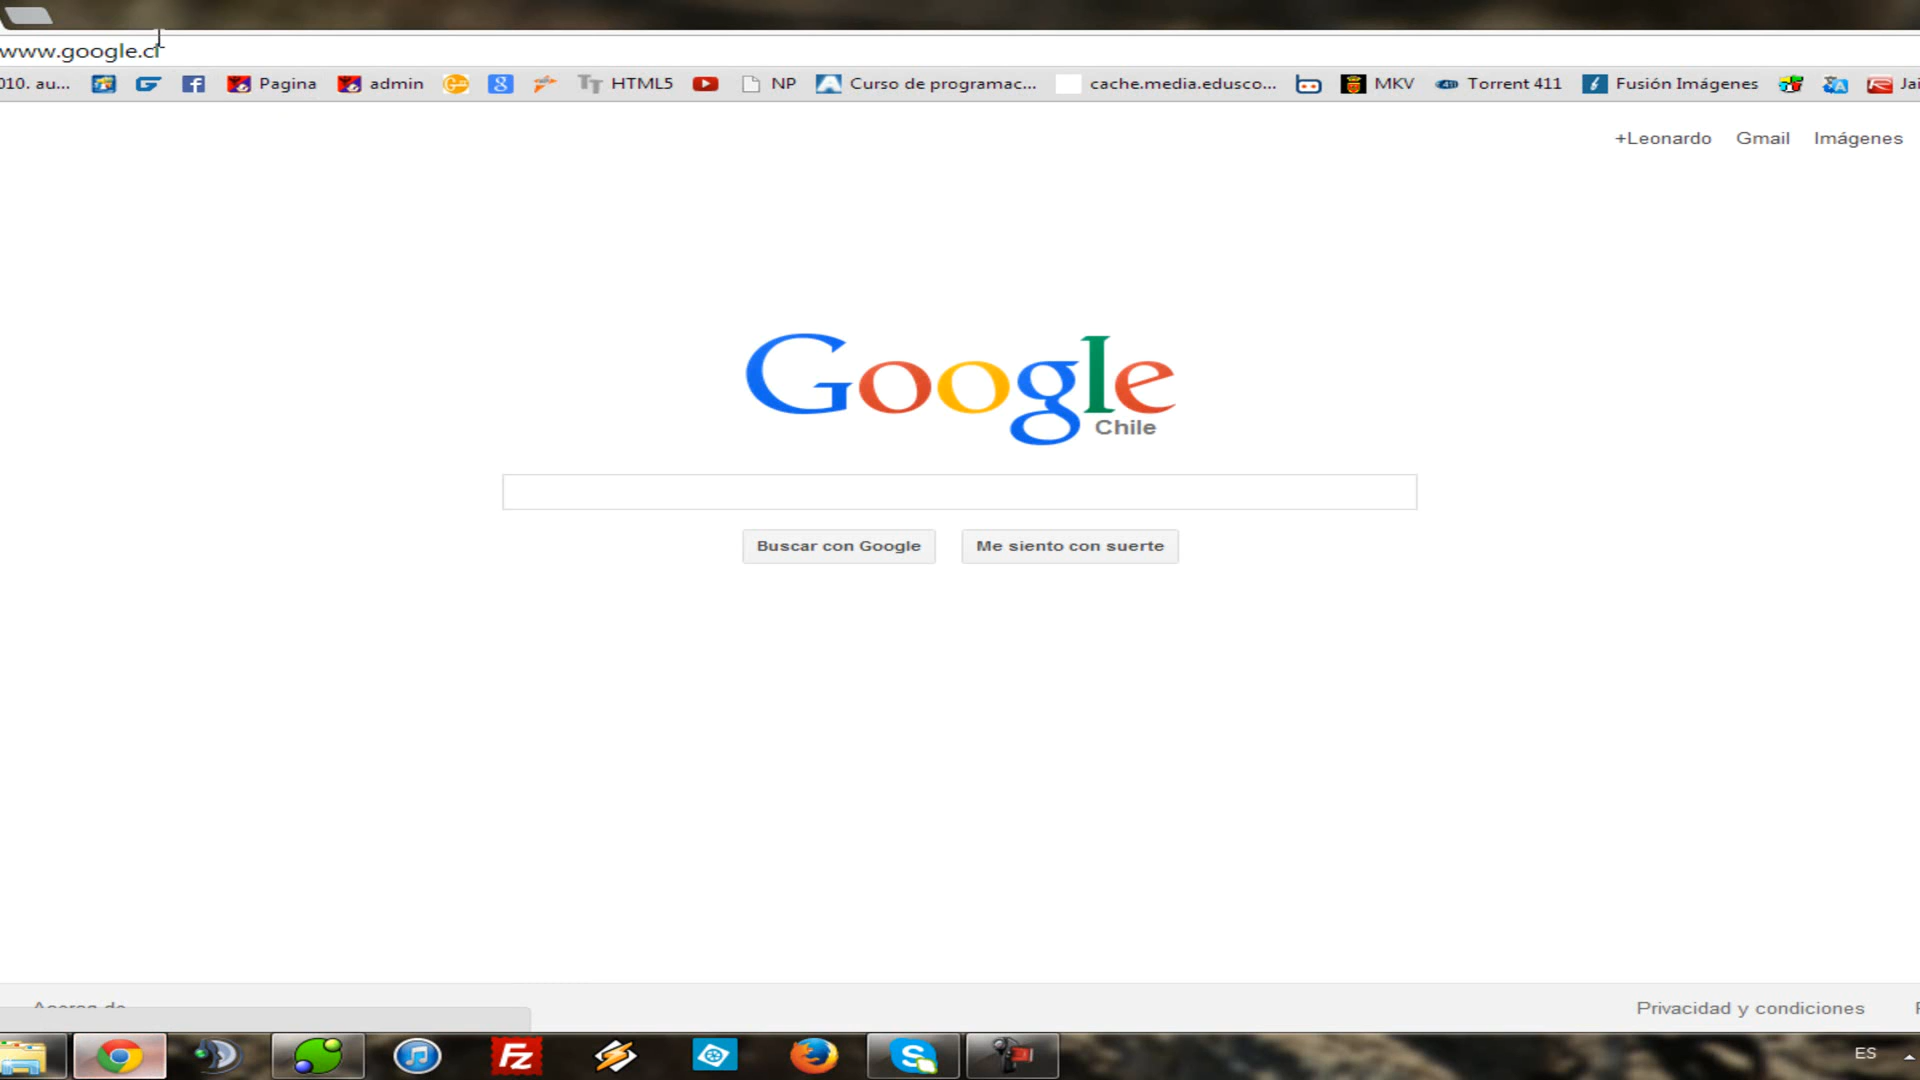 www.google.cl
010. au... Pagina admin HTML5 NP Curso de programac... cache.media.edusco... MKV Torrent 411 Fusión Imágenes Jai
+Leonardo Gmail Imágenes
Google
Chile
Buscar con Google Me siento con suerte
Acerca de Privacidad y condiciones
ES